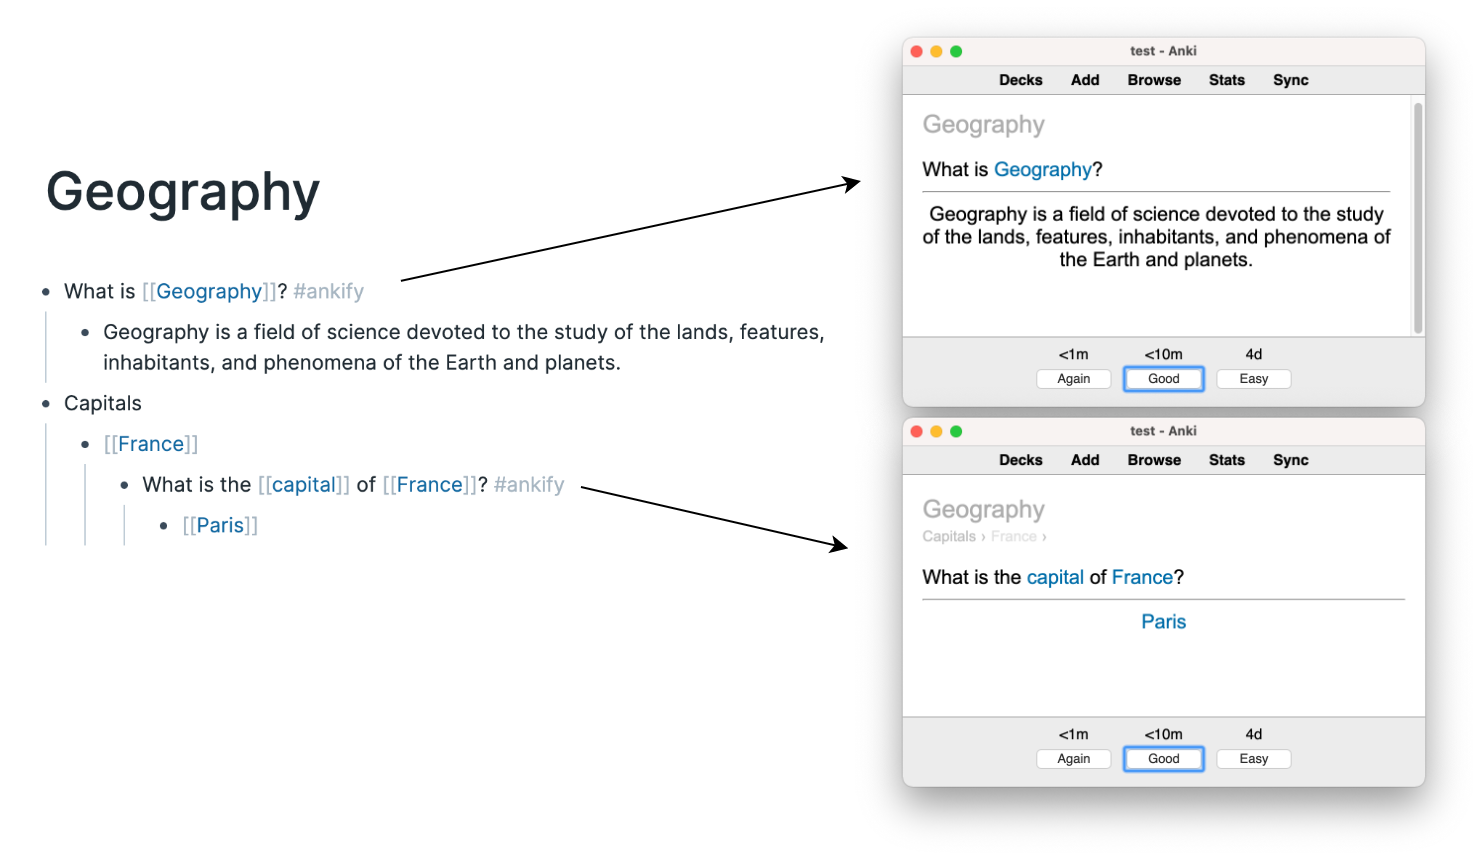 Geography
What is [[Geography]]? #ankify
Geography is a field of science devoted to the study of the lands, features,
inhabitants, and phenomena of the Earth and planets.
Capitals
[[France]]
What is the [[capital]] of [[France]]? #ankify
[[Paris]]
test - Anki
Decks Add Browse Stats Sync
Geography
What is Geography?
Geography is a field of science devoted to the study
of the lands, features, inhabitants, and phenomena of
the Earth and planets.
<1m <10m 4d
Again Good Easy
test - Anki
Decks Add Browse Stats Sync
Geography
Capitals › France ›
What is the capital of France?
Paris
<1m <10m 4d
Again Good Easy